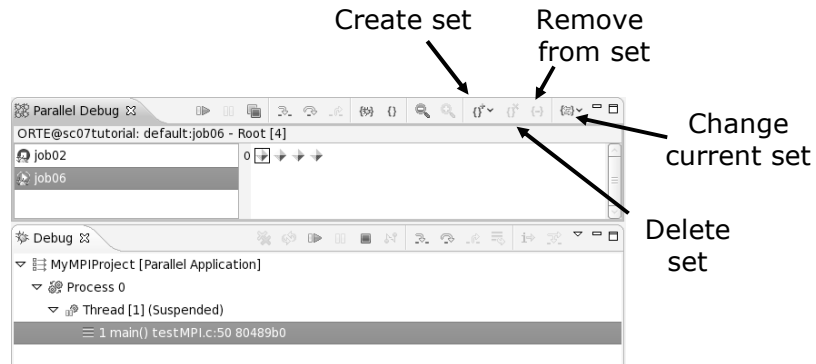 Create set
Remove
from set
Parallel Debug
ORTE@sc07tutorial: default:job06 - Root [4]
job02
0
job06
Change
current set
Delete
set
Debug
MyMPIProject [Parallel Application]
Process 0
Thread [1] (Suspended)
1 main() testMPI.c:50 80489b0